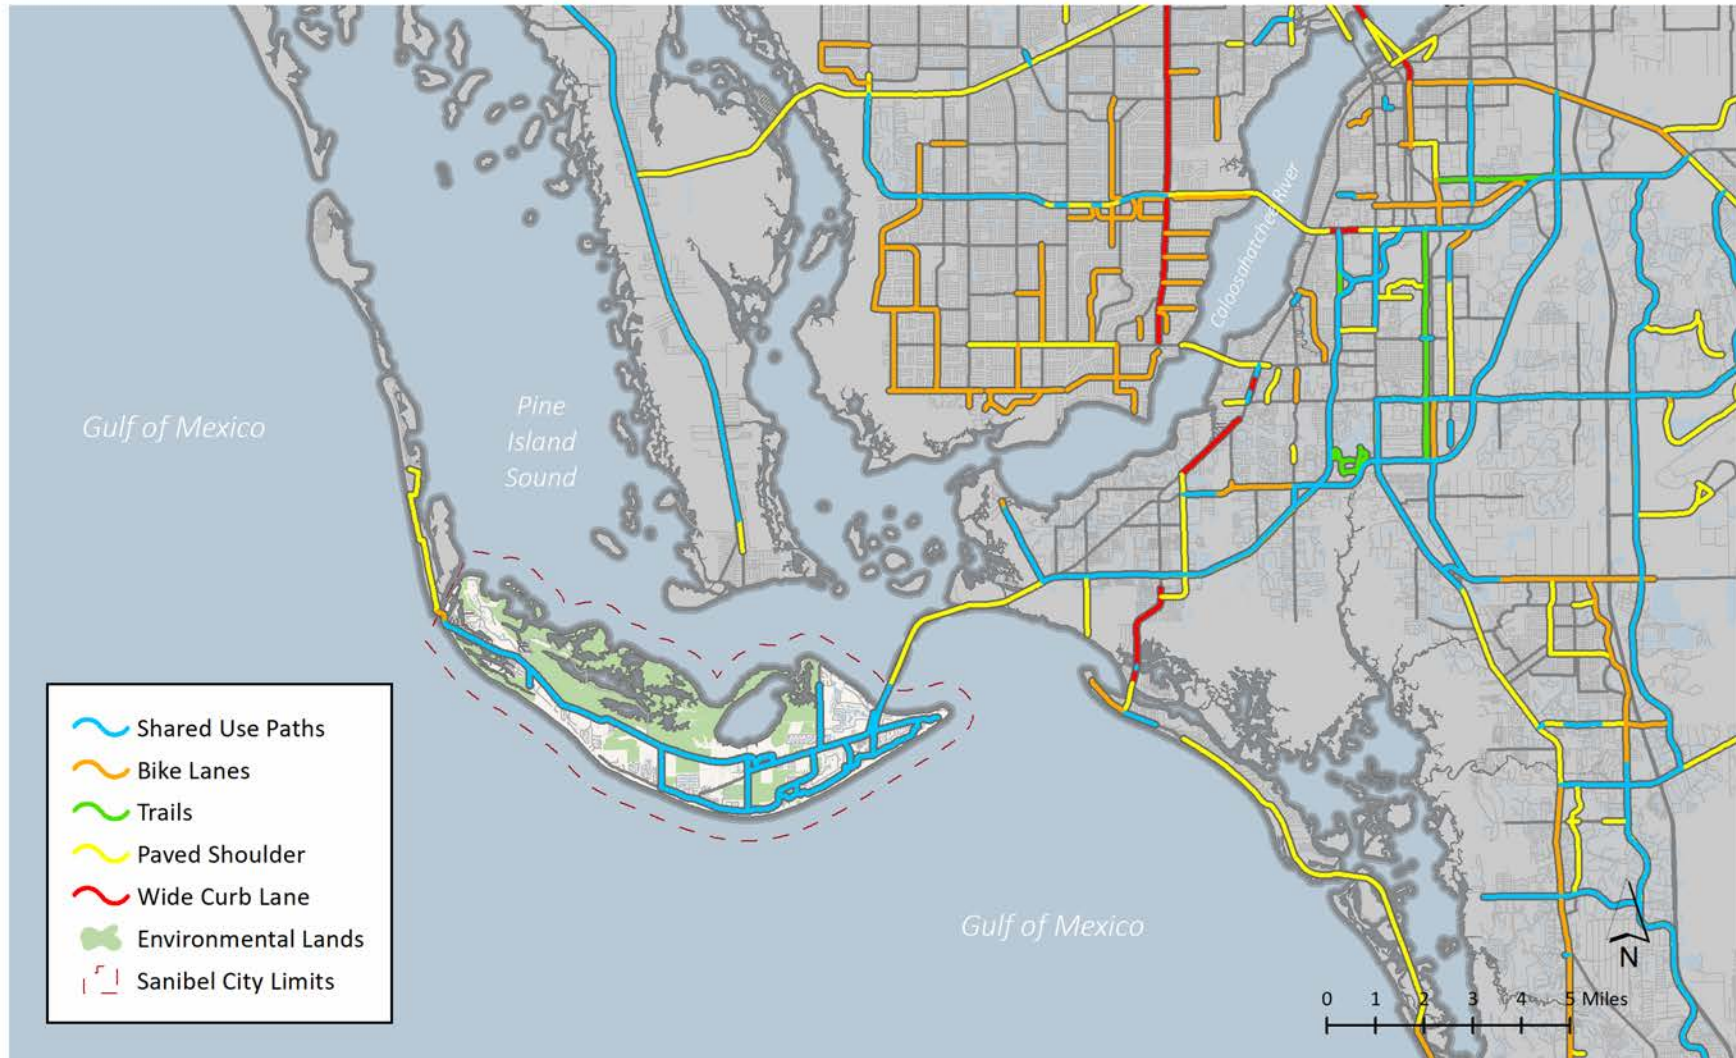 Coloosahatchee River
Gulf of Mexico
Pine
Island
Sound
Shared Use Paths
Bike Lanes
Trails
Paved Shoulder
Wide Curb Lane
Environmental Lands
Sanibel City Limits
Gulf of Mexico
N
0 1 2 3 4 5 Miles